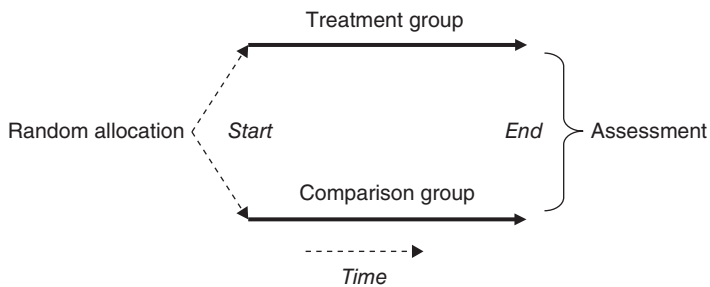 Treatment group
Random allocation
Start
End
Assessment
Comparison group
Time